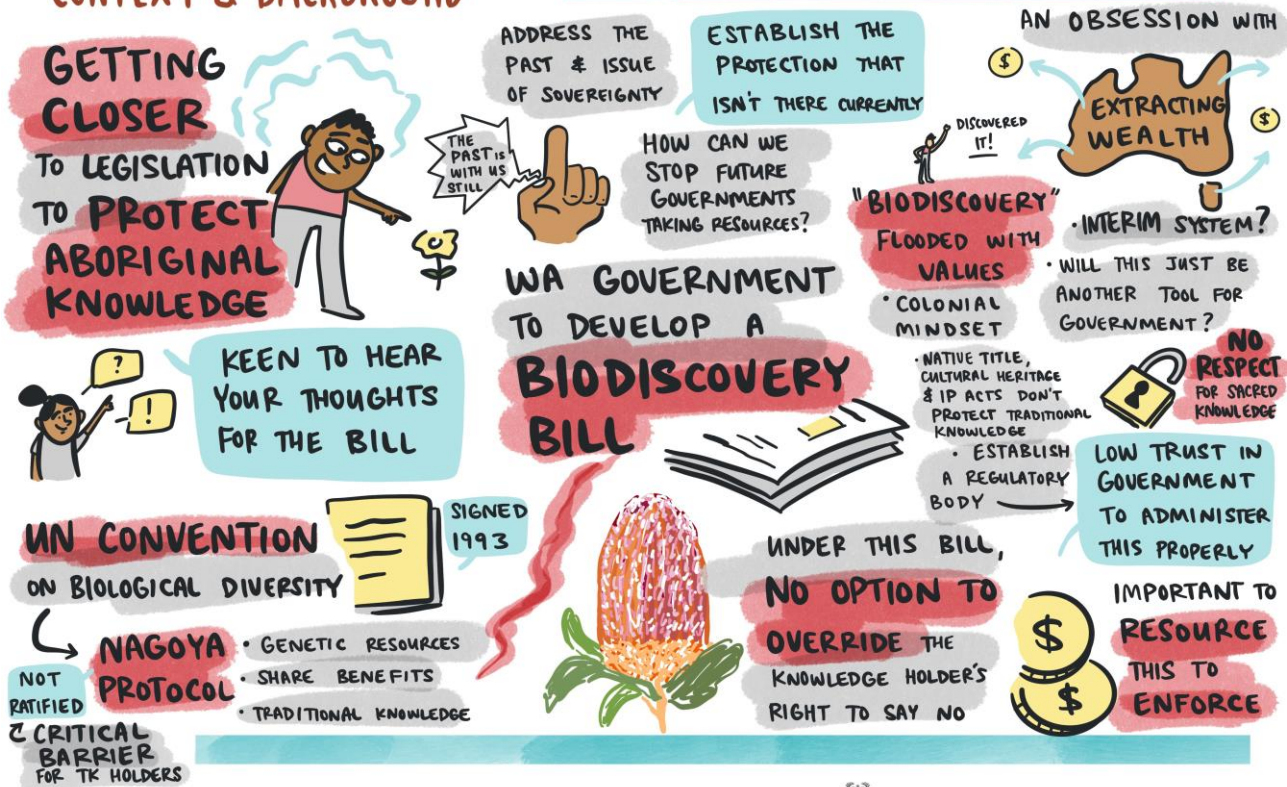 CONTEXT & BACKGROUND
GETTING
CLOSER
TO LEGISLATION
TO PROTECT
ABORIGINAL
KNOWLEDGE
?
!
KEEN TO HEAR
YOUR THOUGHTS
FOR THE BILL
UN CONVENTION
ON BIOLOGICAL DIVERSITY
SIGNED
1993
NAGOYA
PROTOCOL
• GENETIC RESOURCES
• SHARE BENEFITS
• TRADITIONAL KNOWLEDGE
NOT
RATIFIED
CRITICAL
BARRIER
FOR TK HOLDERS
ADDRESS THE
PAST & ISSUE
OF SOVEREIGNTY
THE
PAST IS
WITH US
STILL
ESTABLISH THE
PROTECTION THAT
ISN'T THERE CURRENTLY
HOW CAN WE
STOP FUTURE
GOVERNMENTS
TAKING RESOURCES?
WA GOVERNMENT
TO DEVELOP A
BIODISCOVERY
BILL
AN OBSESSION WITH
$
EXTRACTING
WEALTH
$
DISCOVERED
IT!
"BIODISCOVERY"
FLOODED WITH
VALUES
• COLONIAL
MINDSET
• NATIVE TITLE,
CULTURAL HERITAGE
& IP ACTS DON'T
PROTECT TRADITIONAL
KNOWLEDGE
• ESTABLISH
A REGULATORY
BODY
• INTERIM SYSTEM?
• WILL THIS JUST BE
ANOTHER TOOL FOR
GOVERNMENT?
NO
RESPECT
FOR SACRED
KNOWLEDGE
LOW TRUST IN
GOVERNMENT
TO ADMINISTER
THIS PROPERLY
UNDER THIS BILL,
NO OPTION TO
OVERRIDE THE
KNOWLEDGE HOLDER'S
RIGHT TO SAY NO
$
$
IMPORTANT TO
RESOURCE
THIS TO
ENFORCE